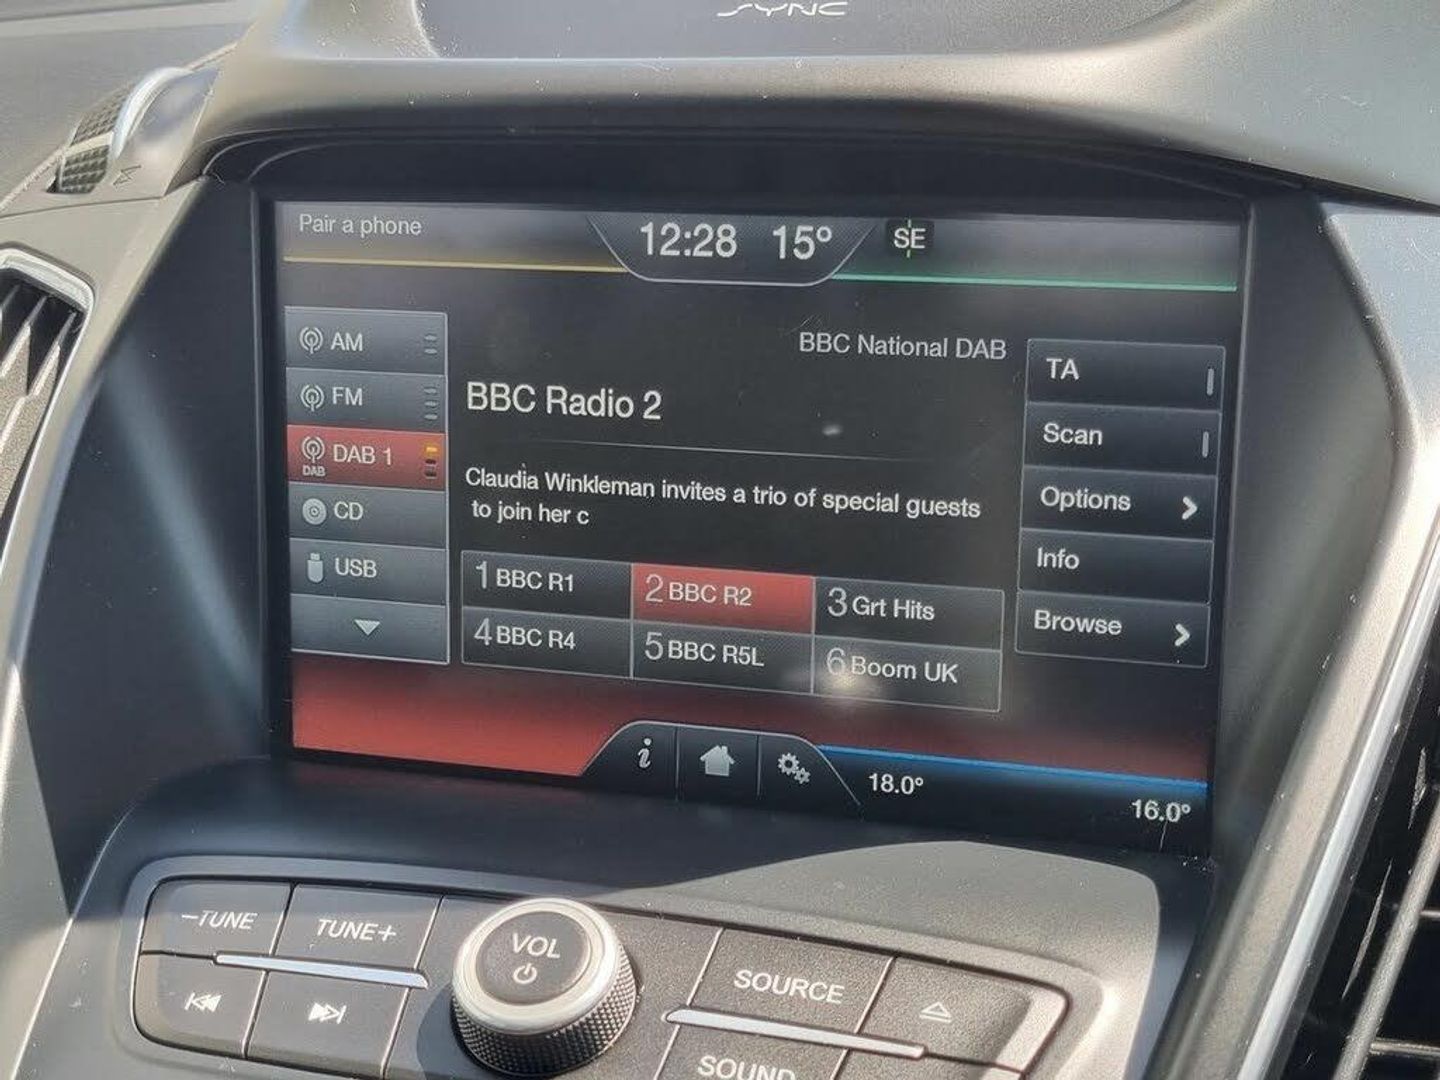 SYNC
Pair a phone
12:28 15° SE
AM
FM
DAB 1
DAB
CD
USB
BBC National DAB
BBC Radio 2
Claudia Winkleman invites a trio of special guests
to join her c
1 BBC R1
2 BBC R2
3 Grt Hits
4 BBC R4
5 BBC R5L
6 Boom UK
TA
Scan
Options
Info
Browse
i
18.0°
16.0°
-TUNE
TUNE+
VOL
SOURCE
SOUND